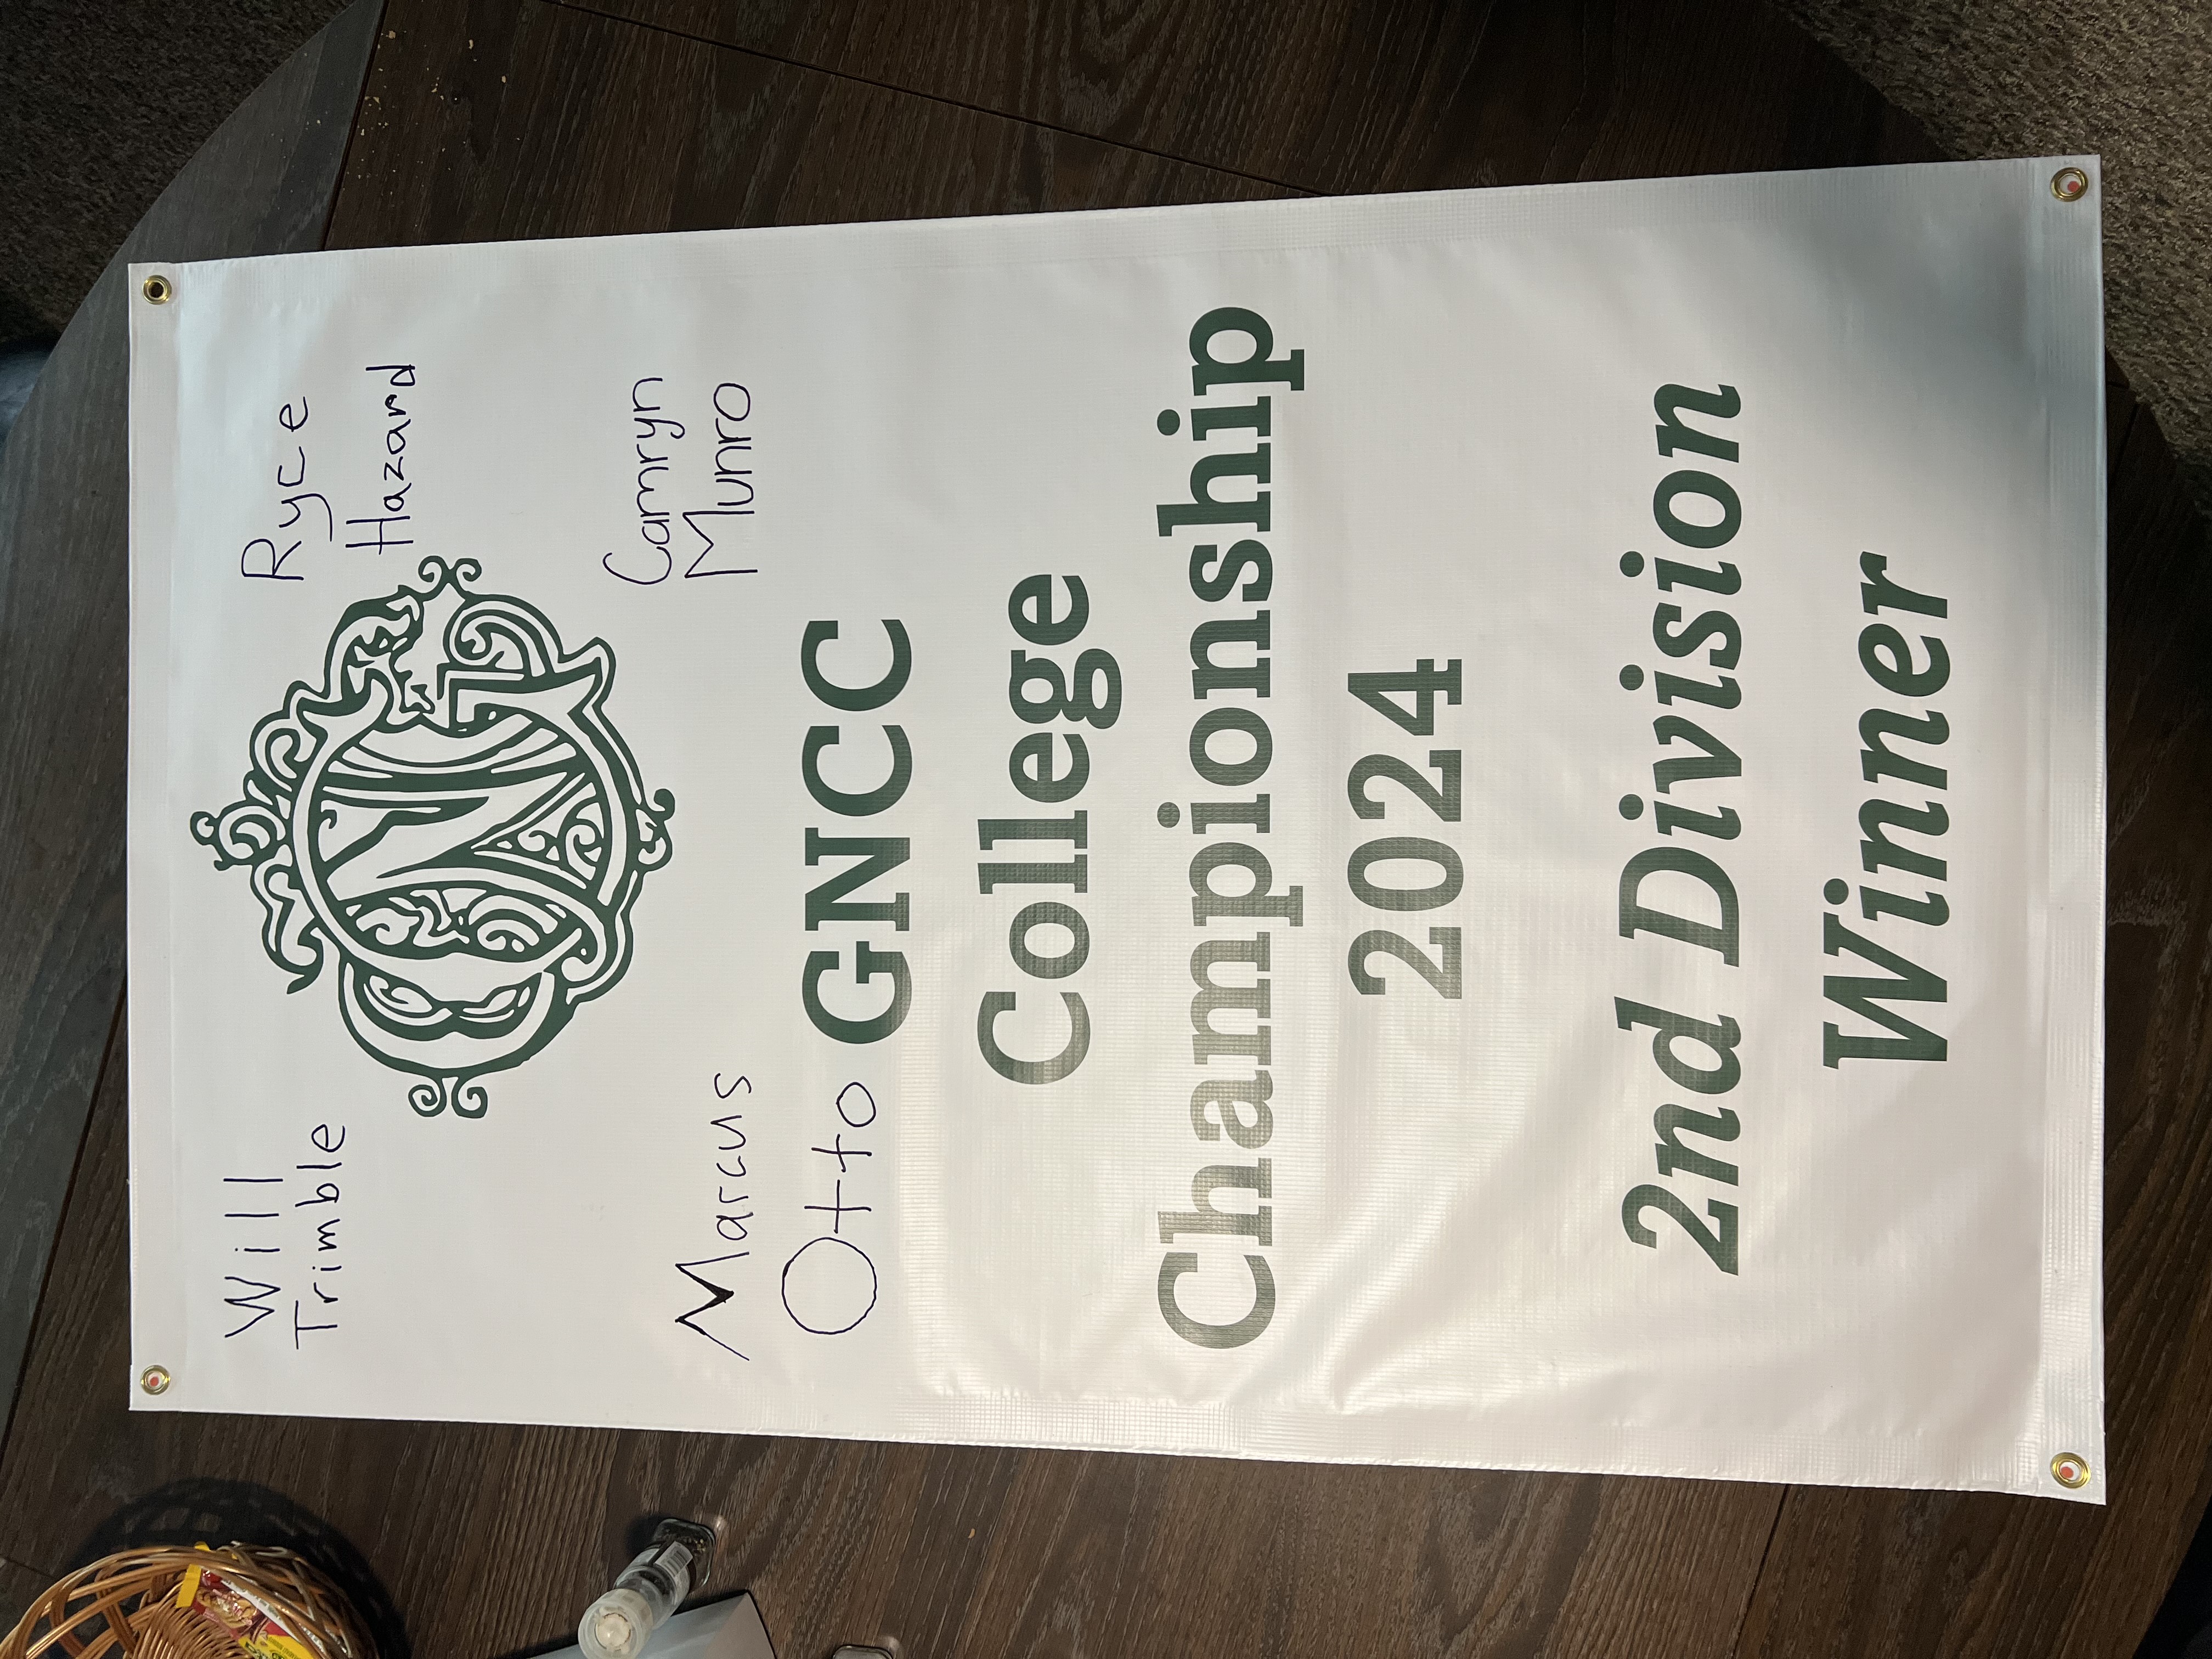 Will
Trimble
Ryce
Hazard
Marcus
Otto
Camryn
Munro
GNCC
College
Championship
2024
2nd Division
Winner